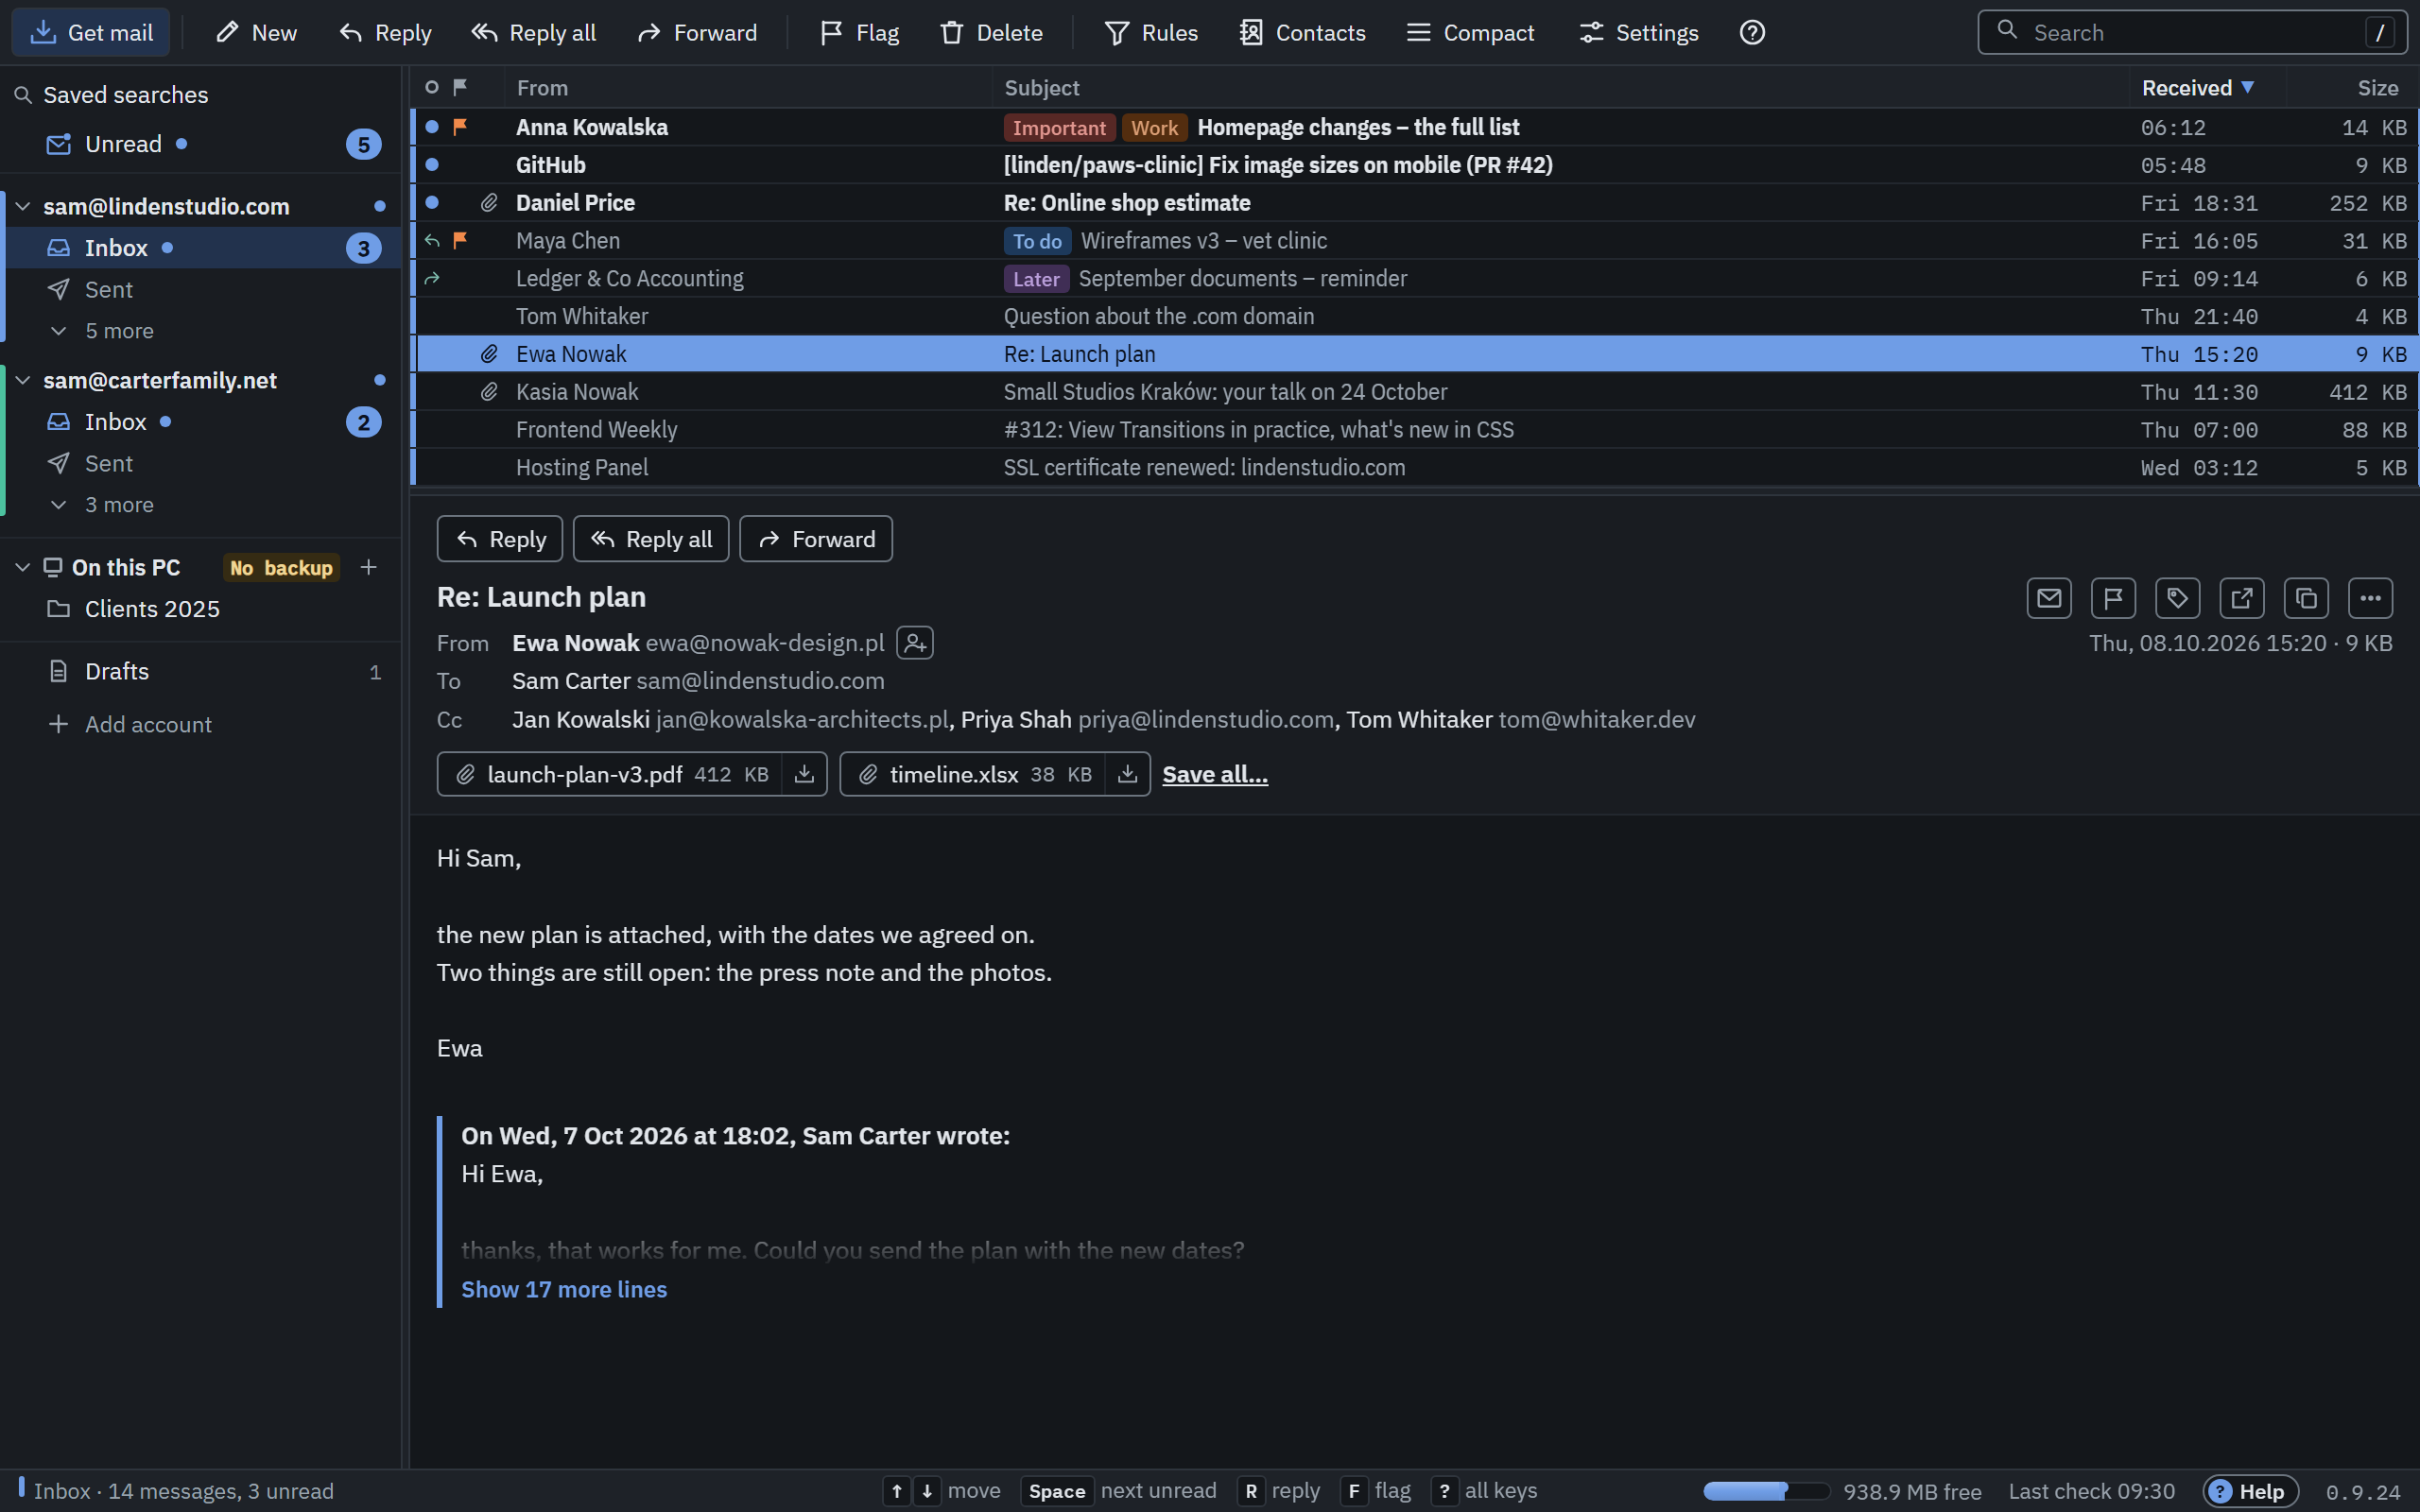 Get mail New Reply Reply all Forward Flag Delete Rules Contacts Compact Settings ? Search /
Saved searches
Unread 5
sam@lindenstudio.com
Inbox 3
Sent
5 more
sam@carterfamily.net
Inbox 2
Sent
3 more
On this PC No backup +
Clients 2025
Drafts 1
+ Add account
From Subject Received ▼ Size
Anna Kowalska Important Work Homepage changes – the full list 06:12 14 KB
GitHub [linden/paws-clinic] Fix image sizes on mobile (PR #42) 05:48 9 KB
Daniel Price Re: Online shop estimate Fri 18:31 252 KB
Maya Chen To do Wireframes v3 – vet clinic Fri 16:05 31 KB
Ledger & Co Accounting Later September documents – reminder Fri 09:14 6 KB
Tom Whitaker Question about the .com domain Thu 21:40 4 KB
Ewa Nowak Re: Launch plan Thu 15:20 9 KB
Kasia Nowak Small Studios Kraków: your talk on 24 October Thu 11:30 412 KB
Frontend Weekly #312: View Transitions in practice, what's new in CSS Thu 07:00 88 KB
Hosting Panel SSL certificate renewed: lindenstudio.com Wed 03:12 5 KB
Reply Reply all Forward
Re: Launch plan
From Ewa Nowak ewa@nowak-design.pl Thu, 08.10.2026 15:20 · 9 KB
To Sam Carter sam@lindenstudio.com
Cc Jan Kowalski jan@kowalska-architects.pl, Priya Shah priya@lindenstudio.com, Tom Whitaker tom@whitaker.dev
launch-plan-v3.pdf 412 KB timeline.xlsx 38 KB Save all...
Hi Sam,
the new plan is attached, with the dates we agreed on.
Two things are still open: the press note and the photos.
Ewa
On Wed, 7 Oct 2026 at 18:02, Sam Carter wrote:
Hi Ewa,
thanks, that works for me. Could you send the plan with the new dates?
Show 17 more lines
Inbox · 14 messages, 3 unread ↑ ↓ move Space next unread R reply F flag ? all keys 938.9 MB free Last check 09:30 ? Help 0.9.24